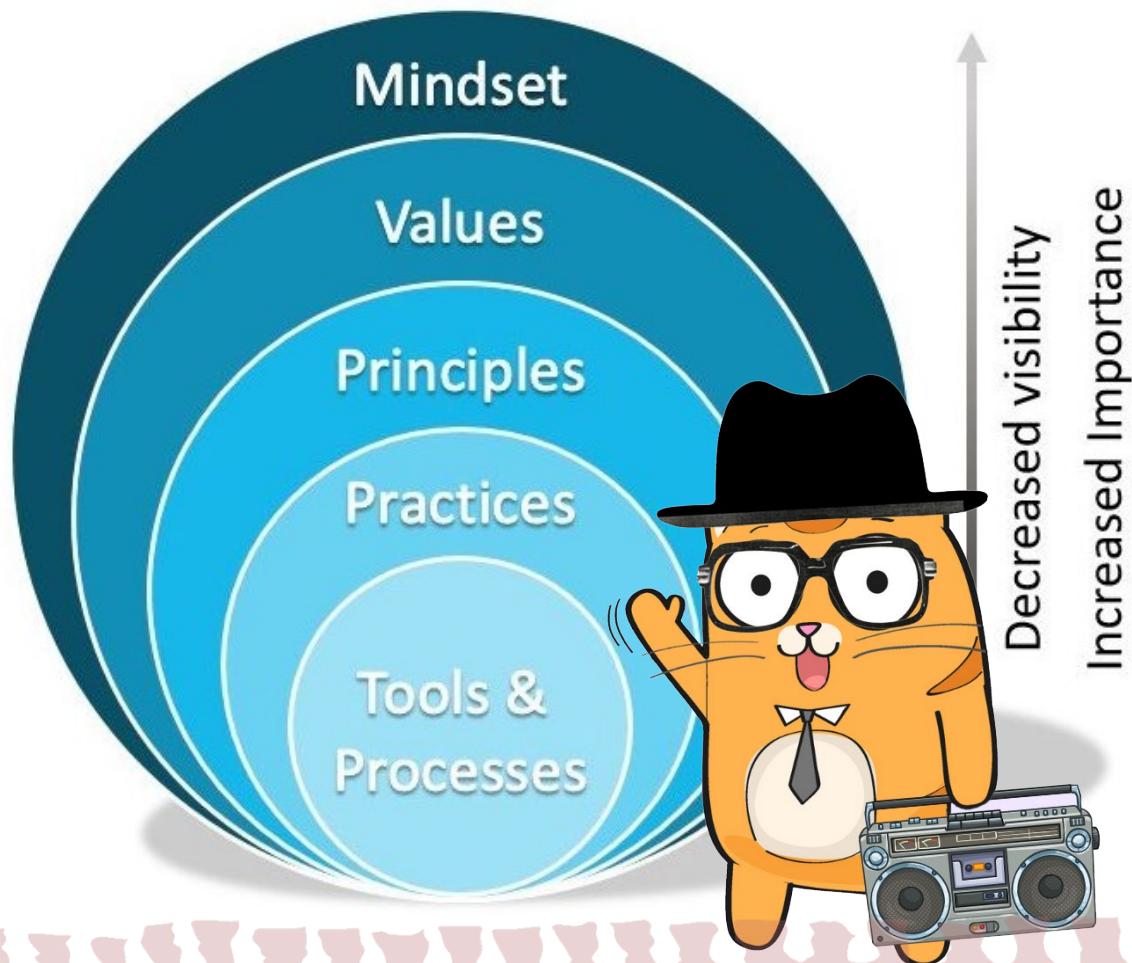 Mindset
Values
Principles
Practices
Tools &
Processes
Decreased visibility
Increased Importance